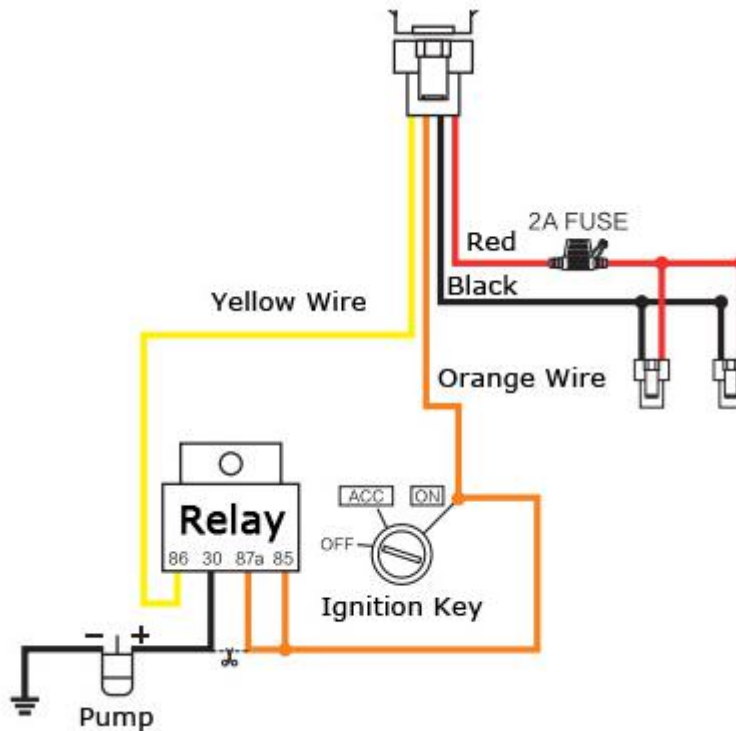 2A FUSE
Red
Black
Yellow Wire
Orange Wire
Relay
86 30 87a 85
ACC ON
OFF
Ignition Key
- +
Pump